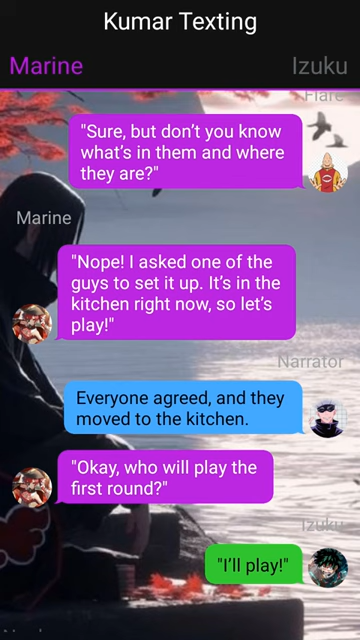 Kumar Texting
Marine
Izuku
Flare
"Sure, but don't you know
what's in them and where
they are?"
Marine
"Nope! I asked one of the
guys to set it up. It's in the
kitchen right now, so let's
play!"
Narrator
Everyone agreed, and they
moved to the kitchen.
"Okay, who will play the
first round?"
Izuku
"I'll play!"